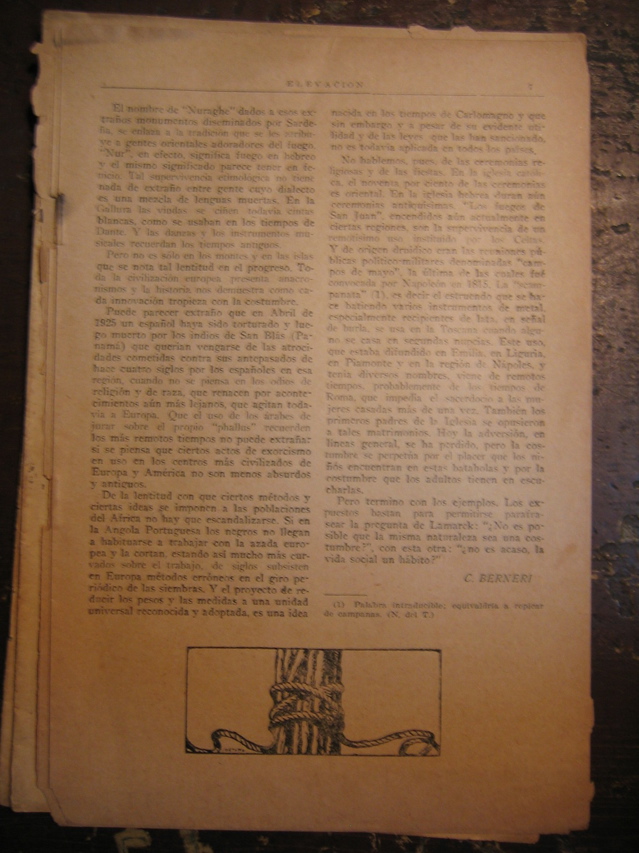 ELEVACION 7
El nombre de "Nuraghe" dados a esos ex-
traños monumentos diseminados por Sarde-
ña, se enlaza a la tradición que se les atribu-
ye a gentes orientales adoradores del fuego.
"Nur", en efecto, significa fuego en hebreo
y el mismo significado parece tener en fe-
nicio. Tal supervivencia etimológica no tiene
nada de extraño entre gente cuyo dialecto
es una mezcla de lenguas muertas. En la
Gallura las viudas se ciñen todavía cintas
blancas, como se usaban en los tiempos de
Dante. Y las danzas y los instrumentos mu-
sicales recuerdan los tiempos antiguos.
Pero no es sólo en los montes y en las islas
que se nota tal lentitud en el progreso. To-
da la civilización europea presenta anacro-
nismos y la historia nos demuestra como ca-
da innovación tropieza con la costumbre.
Puede parecer extraño que en Abril de
1925 un español haya sido torturado y lue-
go muerto por los indios de San Blás (Pa-
namá) que querían vengarse de las atroci-
dades cometidas contra sus antepasados de
hace cuatro siglos por los españoles en esa
región, cuando no se piensa en los odios de
religión y de raza, que renacen por aconte-
cimientos aún más lejanos, que agitan toda-
vía a Europa. Que el uso de los árabes de
jurar sobre el propio "phallus" recuerden
los más remotos tiempos no puede extrañar
si se piensa que ciertos actos de exorcismo
en uso en los centros más civilizados de
Europa y América no son menos absurdos
y antiguos.
De la lentitud con que ciertos métodos y
ciertas ideas se imponen a las poblaciones
del Africa no hay que escandalizarse. Si en
la Angola Portuguesa los negros no llegan
a habituarse a trabajar con la azada euro-
pea y la cortan, estando así mucho más cur-
vados sobre el trabajo, de siglos subsisten
en Europa métodos erróneos en el giro pe-
riódico de las siembras. Y el proyecto de re-
ducir los pesos y las medidas a una unidad
universal reconocida y adoptada, es una idea
nacida en los tiempos de Carlomagno y que
sin embargo y a pesar de su evidente uti-
lidad y de las leyes que las han sancionado,
no es todavía aplicada en todos los países.
No hablemos, pues, de las ceremonias re-
ligiosas y de las fiestas. En la iglesia católi-
ca, el noventa por ciento de las ceremonias
es oriental. En la iglesia hebrea duran aún
ceremonias antiquísimas. "Los fuegos de
San Juan", encendidos aún actualmente en
ciertas regiones, son la supervivencia de un
remotísimo uso instituído por los Celtas.
Y de origen druídico eran las reuniones pú-
blicas político-militares denominadas "cam-
pos de mayo", la última de las cuales fué
convocada por Napoleón en 1815. La "scam-
panata" (1), es decir el estruendo que se ha-
ce batiendo varios instrumentos de metal,
especialmente recipientes de lata, en señal
de burla, se usa en la Toscana cuando algu-
no se casa en segundas nupcias. Este uso,
que estaba difundido en Emilia, en Liguria,
en Piamonte y en la región de Nápoles, y
tenía diversos nombres, viene de remotos
tiempos, probablemente de los tiempos de
Roma, que impedía el sacerdocio a las mu-
jeres casadas más de una vez. También los
primeros padres de la Iglesia se opusieron
a tales matrimonios. Hoy la adversión, en
líneas general, se ha perdido, pero la cos-
tumbre se perpetúa por el placer que los ni-
ños encuentran en estas bataholas y por la
costumbre que los adultos tienen en escu-
charlas.
Pero termino con los ejemplos. Los ex-
puestos bastan para permitirse parafra-
sear la pregunta de Lamarck: "¿No es po-
sible que la misma naturaleza sea una cos-
tumbre?", con esta otra: "¿no es acaso, la
vida social un hábito?"
C. BERNERI
(1) Palabra intraducible; equivaldría a repique
de campanas. (N. del T.)